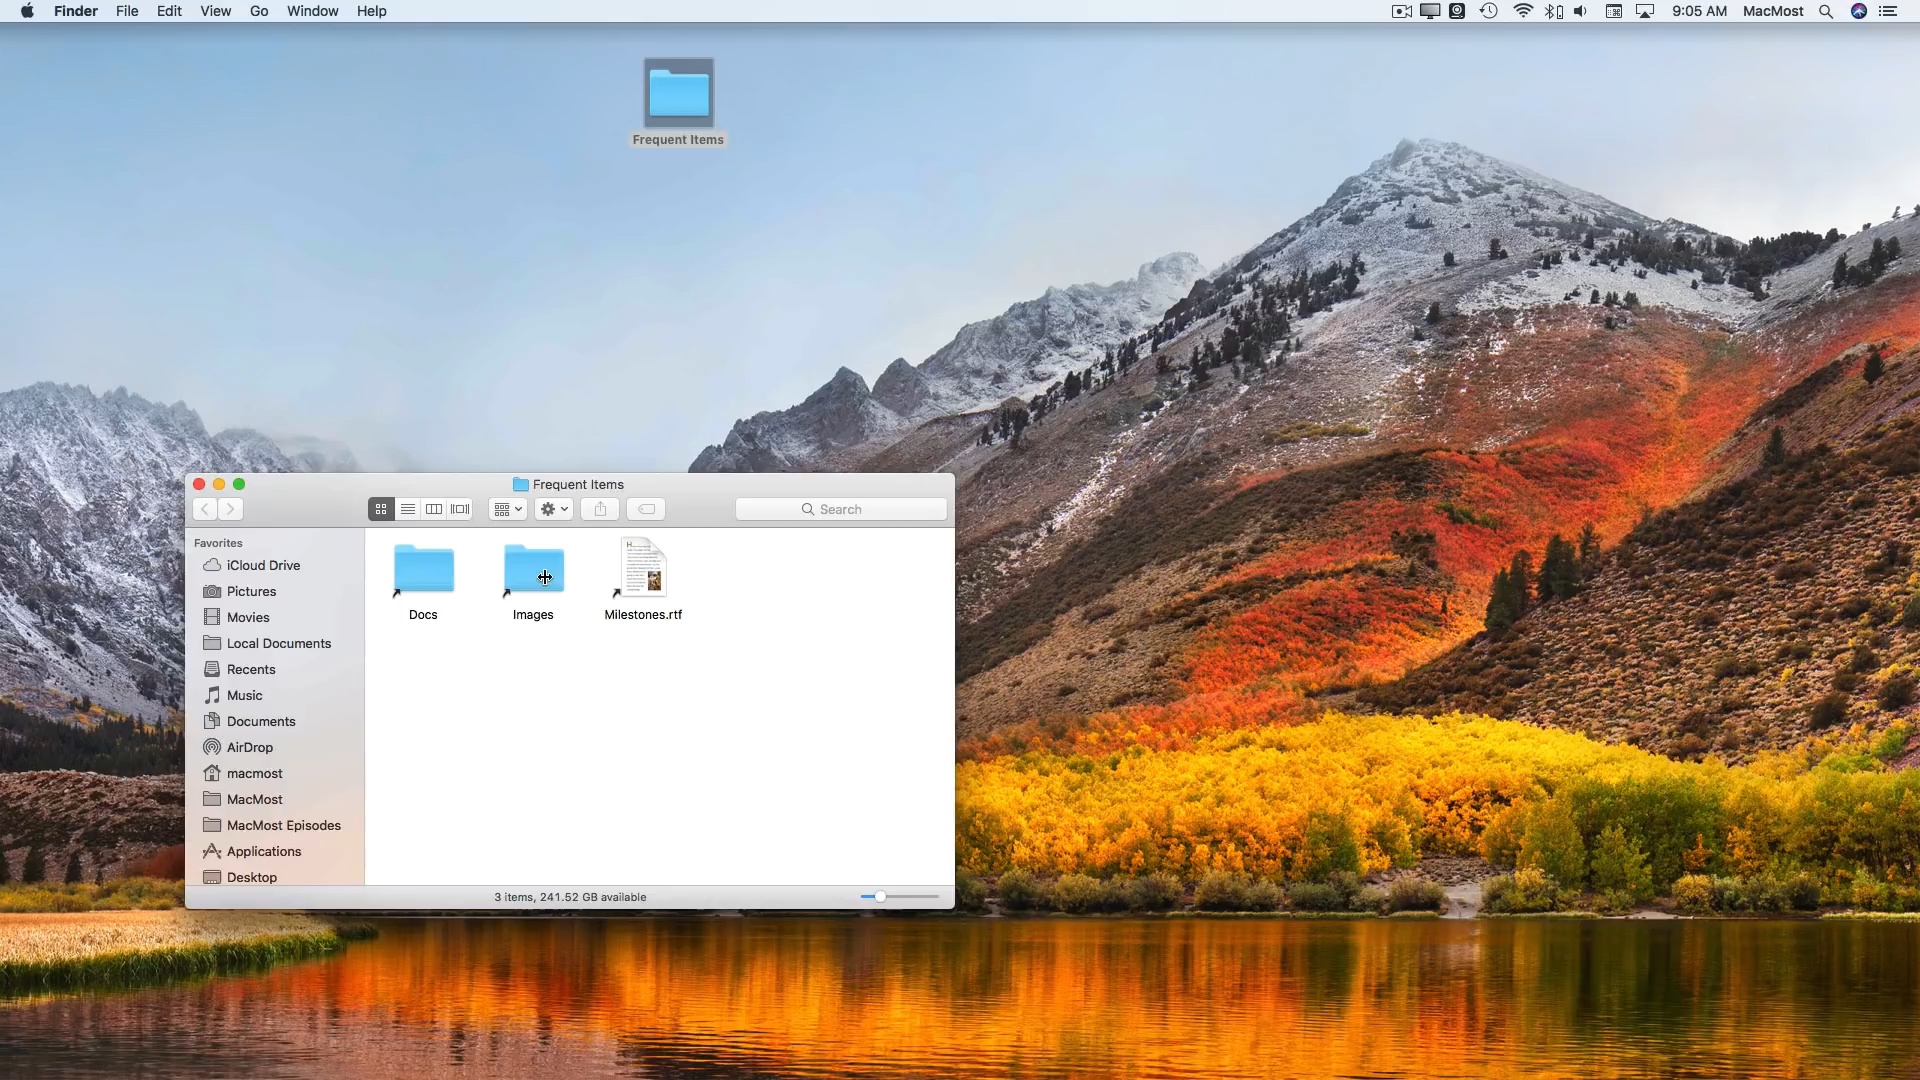 Finder File Edit View Go Window Help
9:05 AM MacMost
Frequent Items
Frequent Items
Search
Favorites
iCloud Drive
Pictures
Movies
Local Documents
Recents
Music
Documents
AirDrop
macmost
MacMost
MacMost Episodes
Applications
Desktop
Docs Images Milestones.rtf
3 items, 241.52 GB available